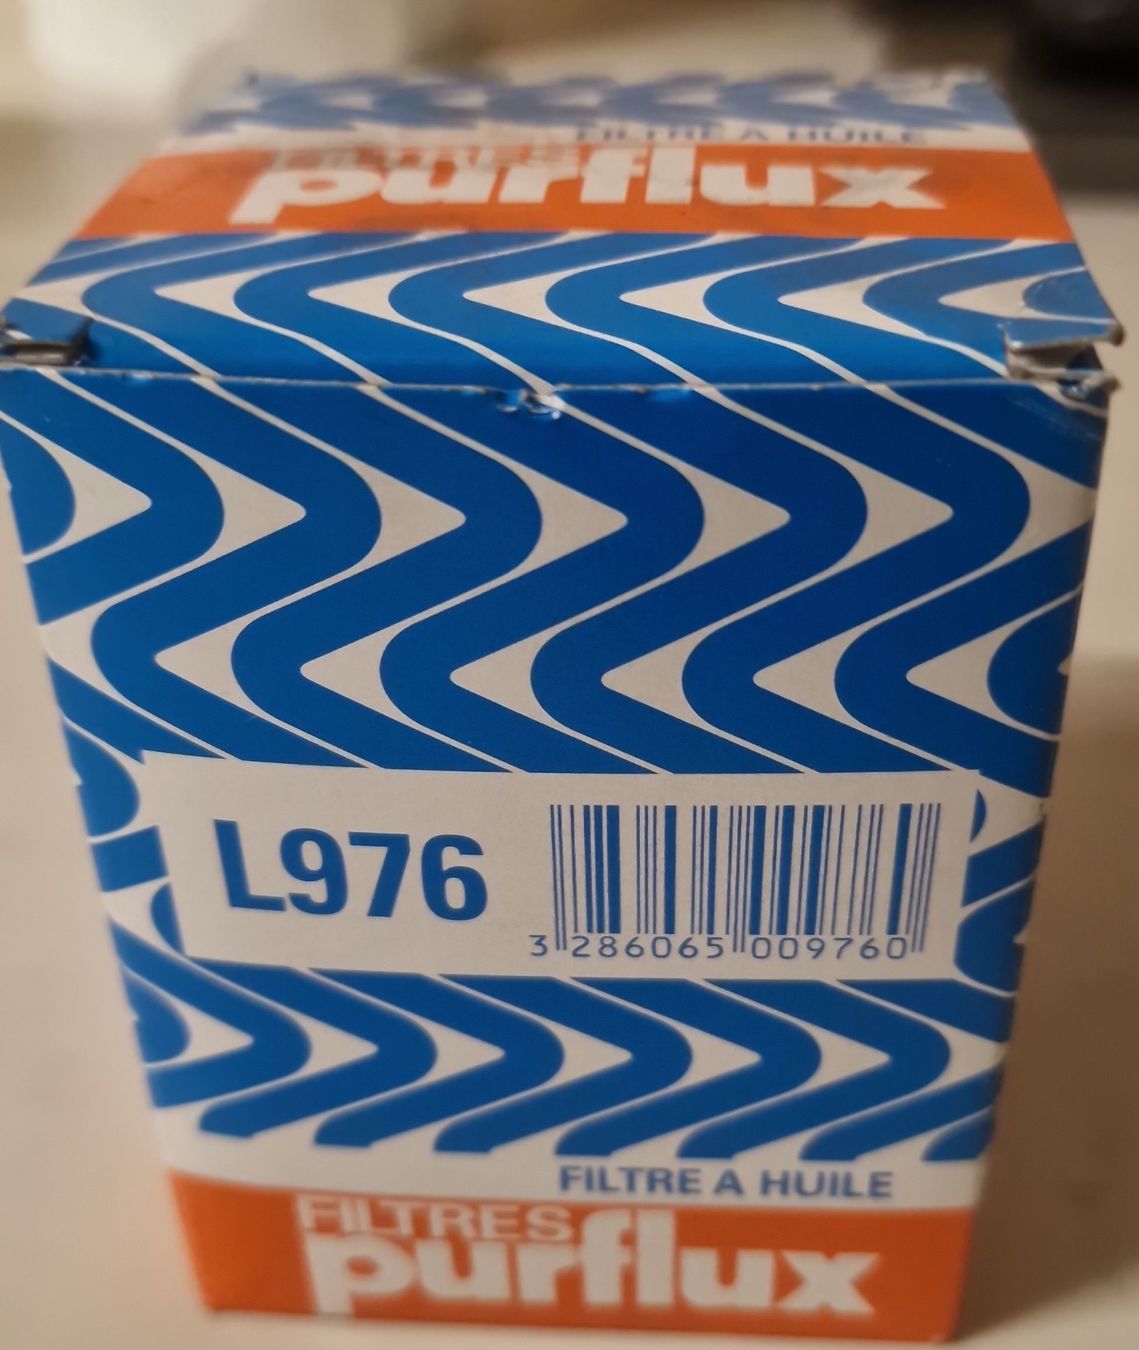 FILTRE A HUILE
FILTRES
purflux
L976
3 286065 009760
FILTRE A HUILE
FILTRES
purflux